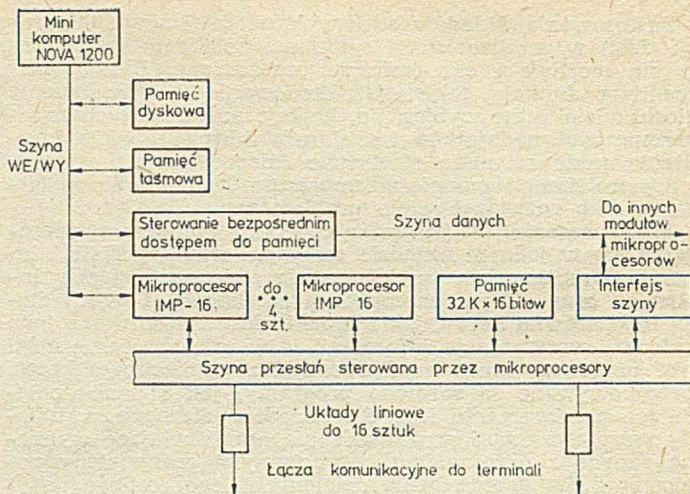 Mini
komputer
NOVA 1200
Pamięć
dyskowa
Szyna
WE/WY
Pamięć
taśmowa
Sterowanie bezpośrednim
dostępem do pamięci
Szyna danych
Do innych
modułów
mikropro-
cesorów
Mikroprocesor
IMP-16
do
4
szt.
Mikroprocesor
IMP 16
Pamięć
32 K×16 bitów
Interfejs
szyny
Szyna przesłań sterowana przez mikroprocesory
Układy liniowe
do 16 sztuk
Łącza komunikacyjne do terminali